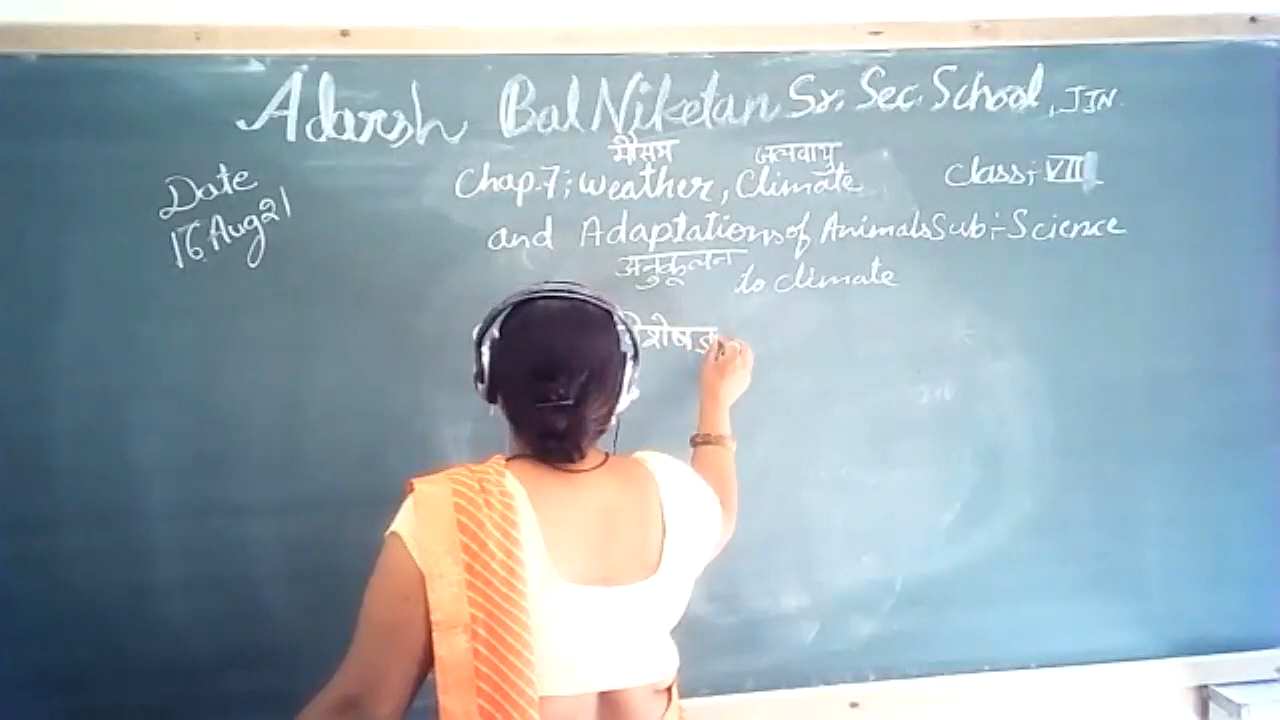 Adarsh Bal Niketan Sr. Sec. School, JJN.
Date
16 Aug 21
मौसम जलवायु
Chap.7; Weather, Climate
Class:- VII
and Adaptations of Animals
Sub:- Science
अनुकूलन
to climate